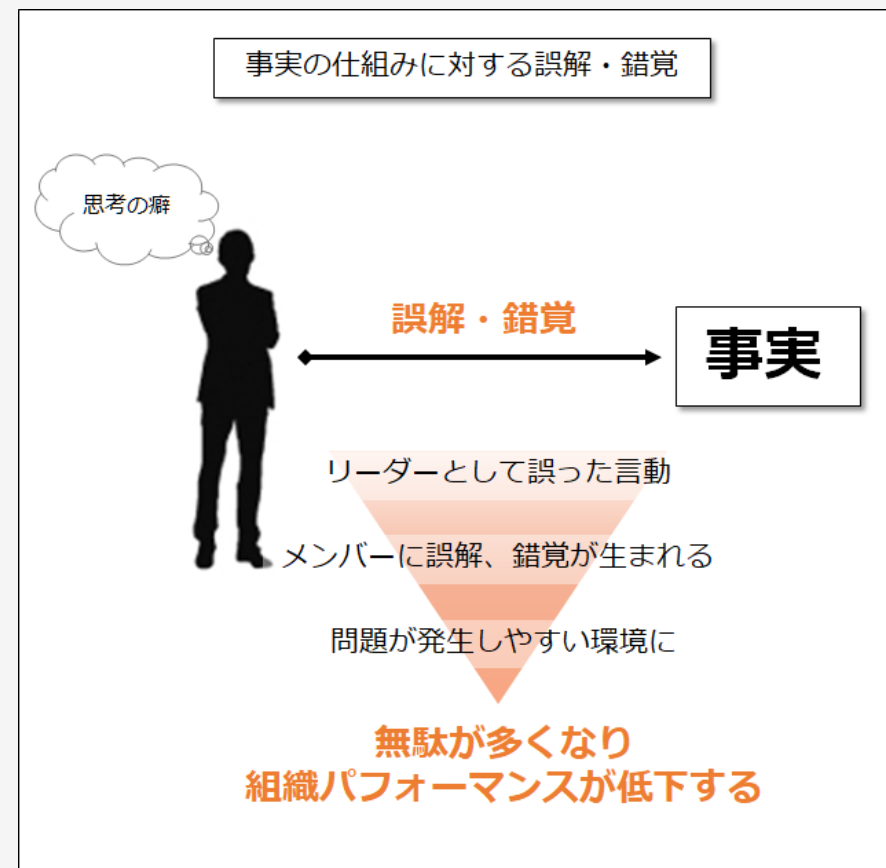 事実の仕組みに対する誤解・錯覚
思考の癖
誤解・錯覚
事実
リーダーとして誤った言動
メンバーに誤解、錯覚が生まれる
問題が発生しやすい環境に
無駄が多くなり
組織パフォーマンスが低下する